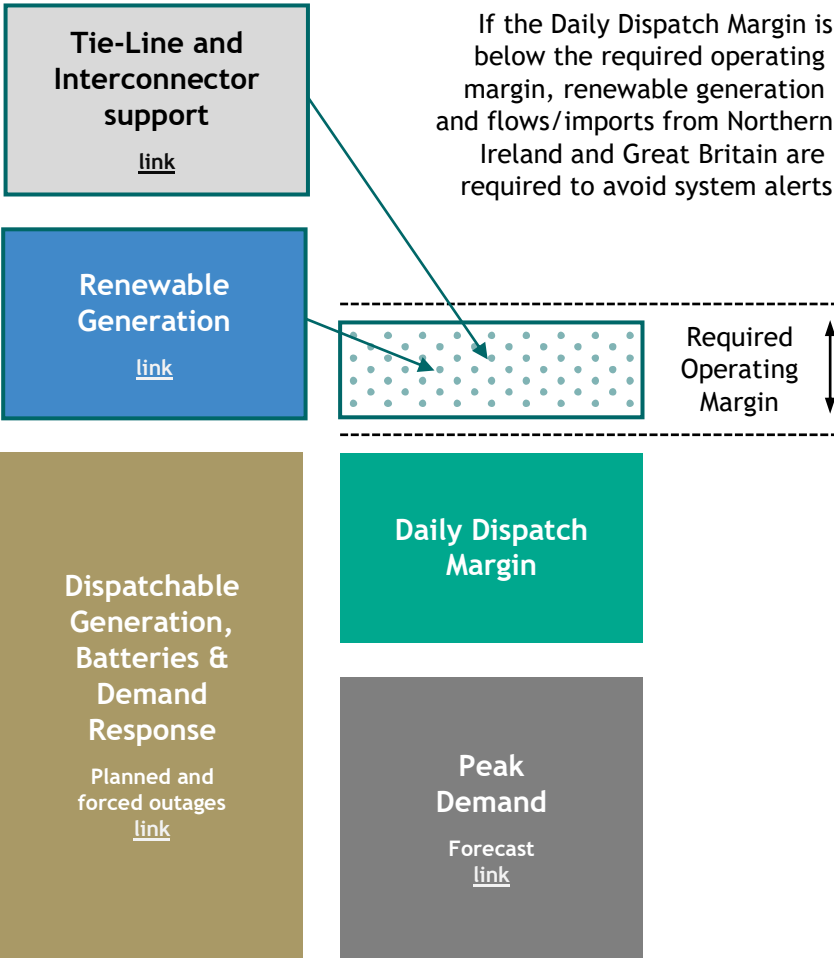 Tie-Line and
Interconnector
support
link
If the Daily Dispatch Margin is
below the required operating
margin, renewable generation
and flows/imports from Northern
Ireland and Great Britain are
required to avoid system alerts
Renewable
Generation
link
Required
Operating
Margin
Daily Dispatch
Margin
Dispatchable
Generation,
Batteries &
Demand
Response
Planned and
forced outages
link
Peak
Demand
Forecast
link